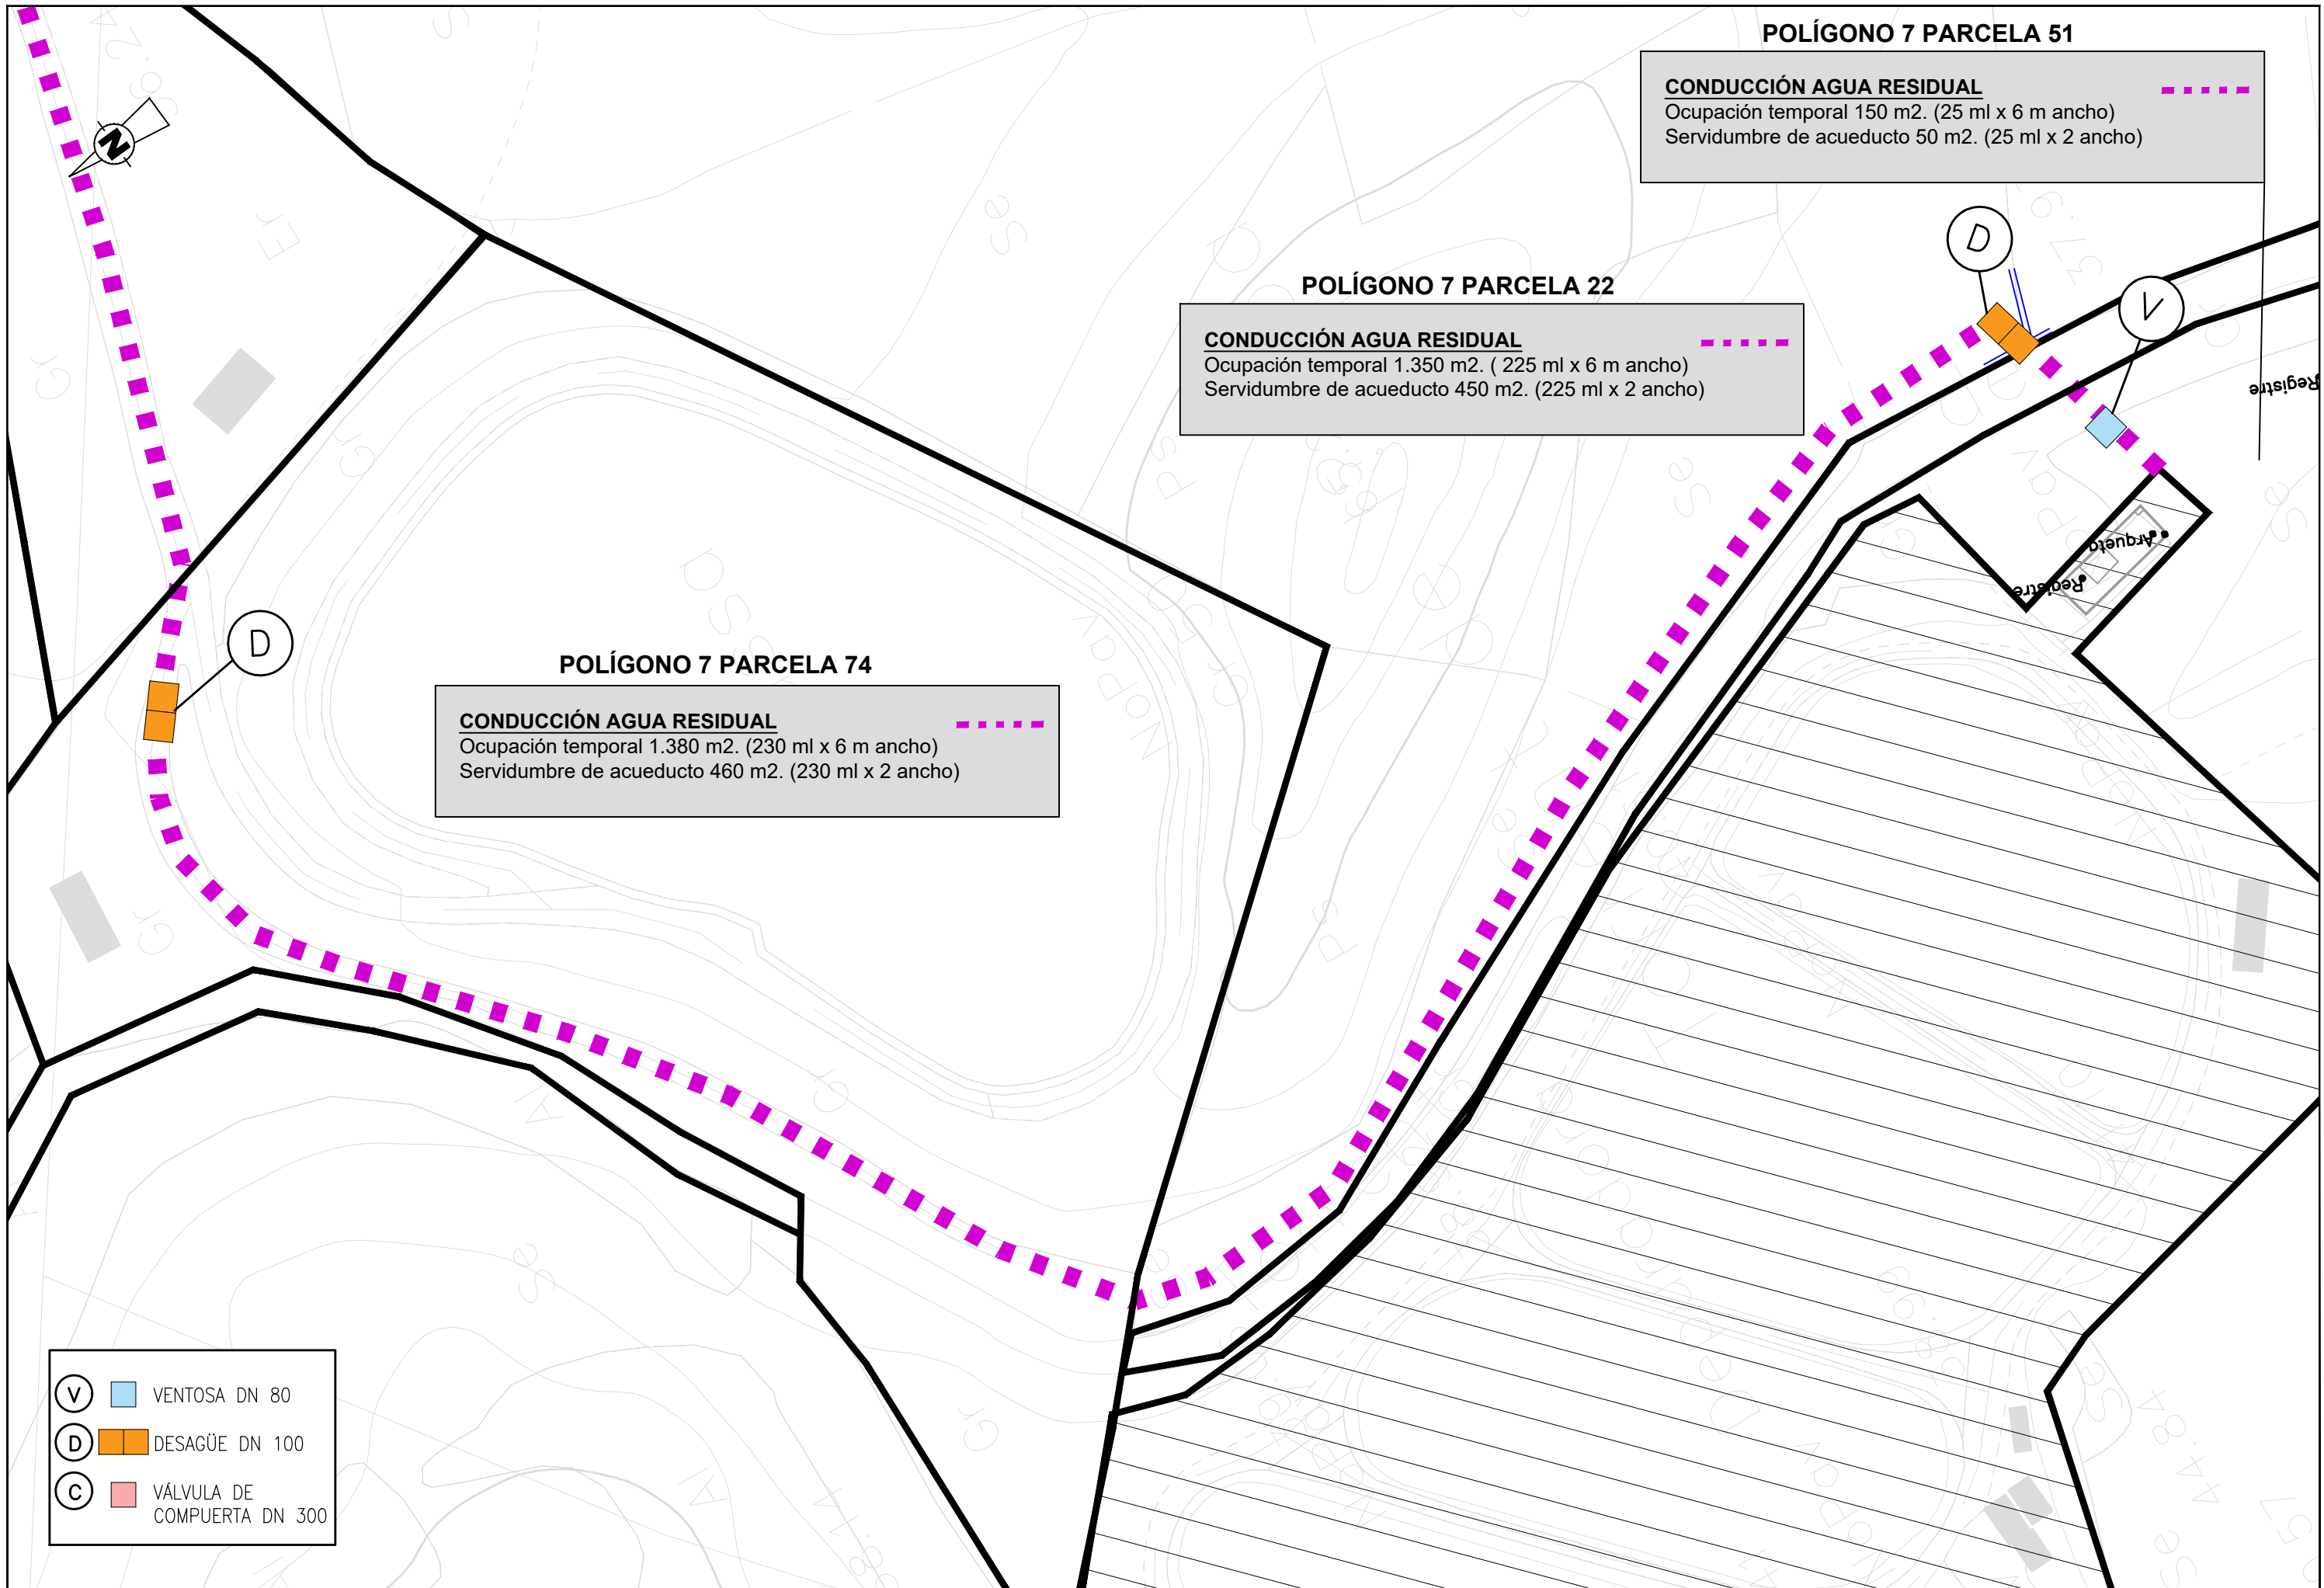 POLÍGONO 7 PARCELA 51
CONDUCCIÓN AGUA RESIDUAL
Ocupación temporal 150 m2. (25 ml x 6 m ancho)
Servidumbre de acueducto 50 m2. (25 ml x 2 ancho)
N
D
POLÍGONO 7 PARCELA 22
V
CONDUCCIÓN AGUA RESIDUAL
Ocupación temporal 1.350 m2. ( 225 ml x 6 m ancho)
Servidumbre de acueducto 450 m2. (225 ml x 2 ancho)
Registre
Arqueta
Registre
D
POLÍGONO 7 PARCELA 74
CONDUCCIÓN AGUA RESIDUAL
Ocupación temporal 1.380 m2. (230 ml x 6 m ancho)
Servidumbre de acueducto 460 m2. (230 ml x 2 ancho)
V VENTOSA DN 80
D DESAGÜE DN 100
C VÁLVULA DE
COMPUERTA DN 300